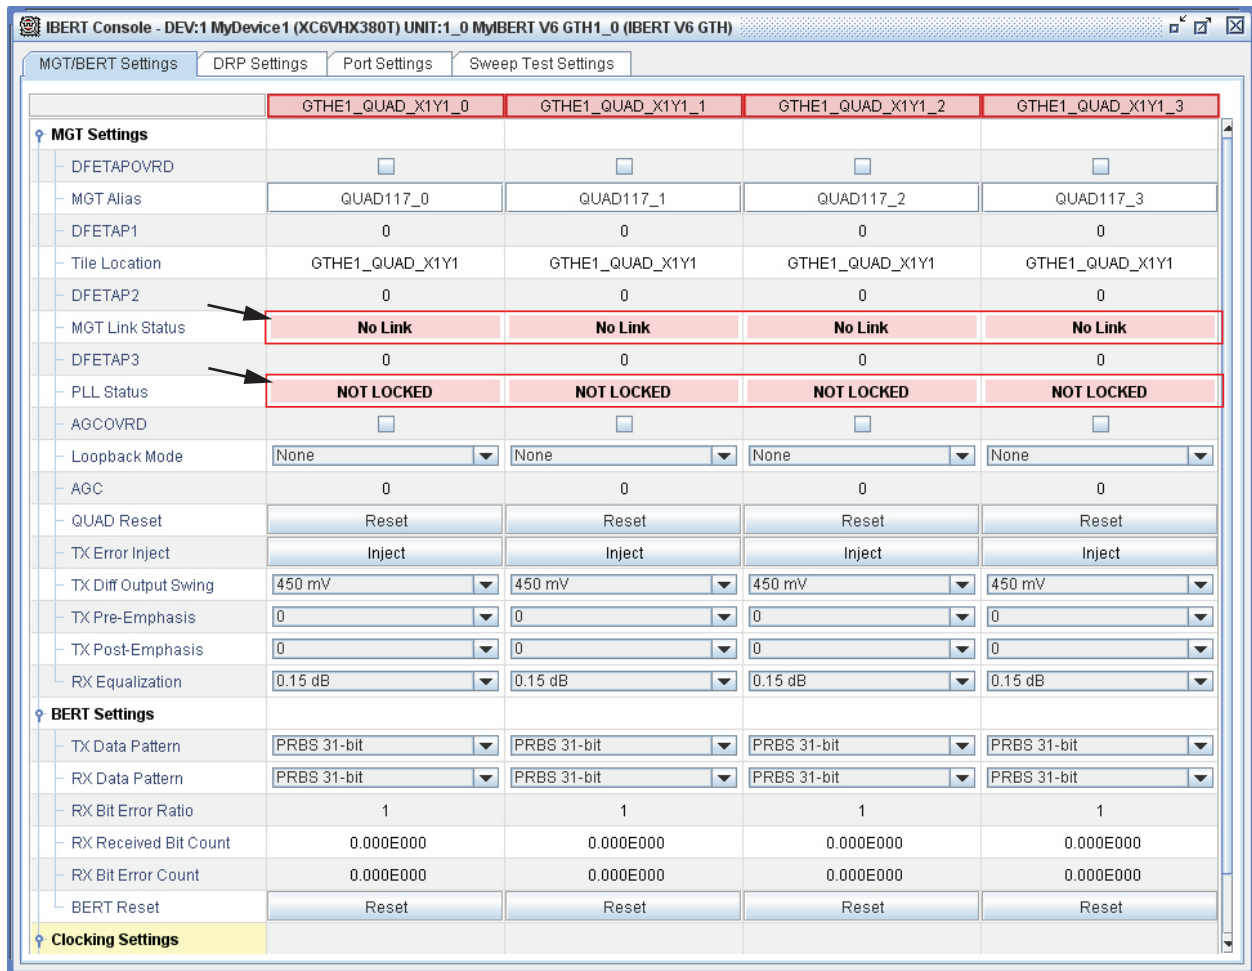 IBERT Console - DEV:1 MyDevice1 (XC6VHX380T) UNIT:1_0 MyIBERT V6 GTH1_0 (IBERT V6 GTH)
MGT/BERT Settings DRP Settings Port Settings Sweep Test Settings
GTHE1_QUAD_X1Y1_0 GTHE1_QUAD_X1Y1_1 GTHE1_QUAD_X1Y1_2 GTHE1_QUAD_X1Y1_3
MGT Settings
DFETAPOVRD
MGT Alias QUAD117_0 QUAD117_1 QUAD117_2 QUAD117_3
DFETAP1 0 0 0 0
Tile Location GTHE1_QUAD_X1Y1 GTHE1_QUAD_X1Y1 GTHE1_QUAD_X1Y1 GTHE1_QUAD_X1Y1
DFETAP2 0 0 0 0
MGT Link Status No Link No Link No Link No Link
DFETAP3 0 0 0 0
PLL Status NOT LOCKED NOT LOCKED NOT LOCKED NOT LOCKED
AGCOVRD
Loopback Mode None None None None
AGC 0 0 0 0
QUAD Reset Reset Reset Reset Reset
TX Error Inject Inject Inject Inject Inject
TX Diff Output Swing 450 mV 450 mV 450 mV 450 mV
TX Pre-Emphasis 0 0 0 0
TX Post-Emphasis 0 0 0 0
RX Equalization 0.15 dB 0.15 dB 0.15 dB 0.15 dB
BERT Settings
TX Data Pattern PRBS 31-bit PRBS 31-bit PRBS 31-bit PRBS 31-bit
RX Data Pattern PRBS 31-bit PRBS 31-bit PRBS 31-bit PRBS 31-bit
RX Bit Error Ratio 1 1 1 1
RX Received Bit Count 0.000E000 0.000E000 0.000E000 0.000E000
RX Bit Error Count 0.000E000 0.000E000 0.000E000 0.000E000
BERT Reset Reset Reset Reset Reset
Clocking Settings